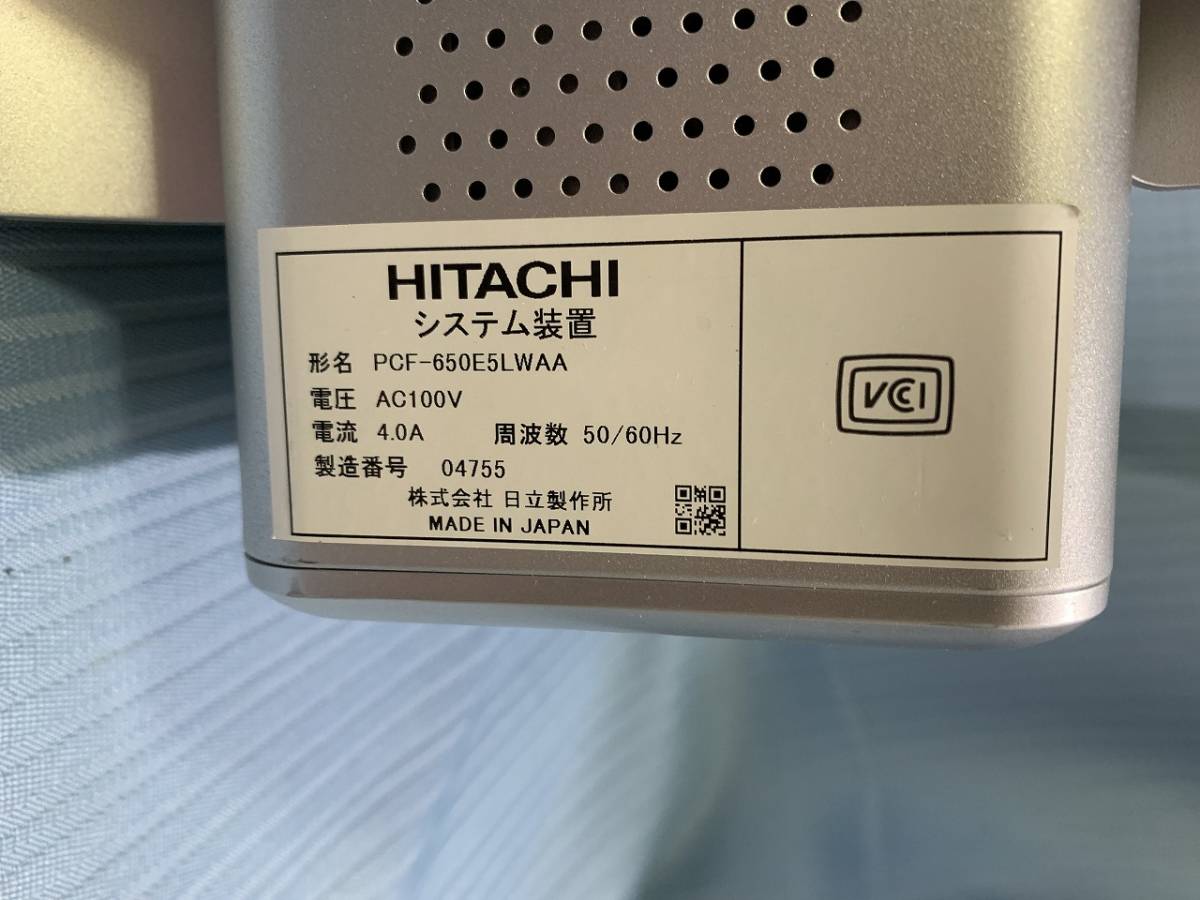 HITACHI
システム装置
形名 PCF-650E5LWAA
電圧 AC100V
電流 4.0A 周波数 50/60Hz
製造番号 04755
株式会社 日立製作所
MADE IN JAPAN
VCCI